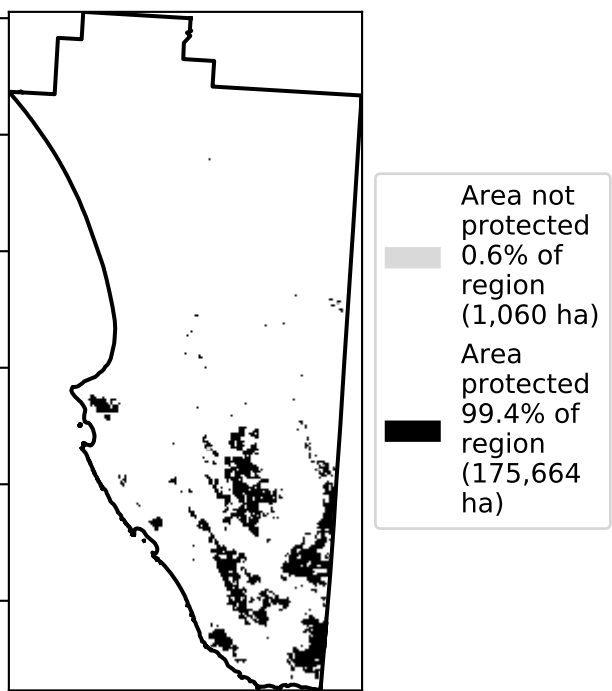 Area not
protected
0.6% of
region
(1,060 ha)
Area
protected
99.4% of
region
(175,664
ha)